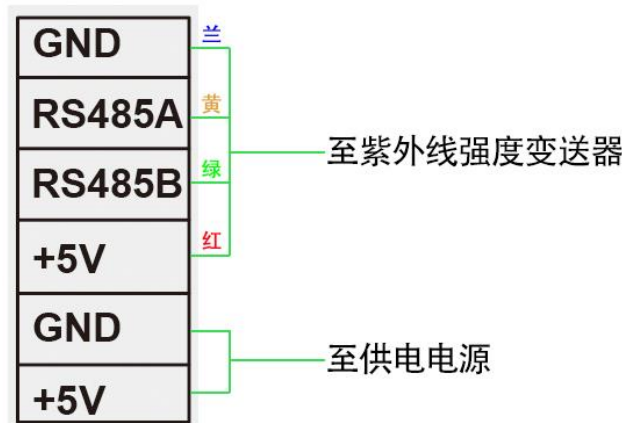 GND 兰
RS485A 黄
至紫外线强度变送器
RS485B 绿
+5V 红
GND
至供电电源
+5V